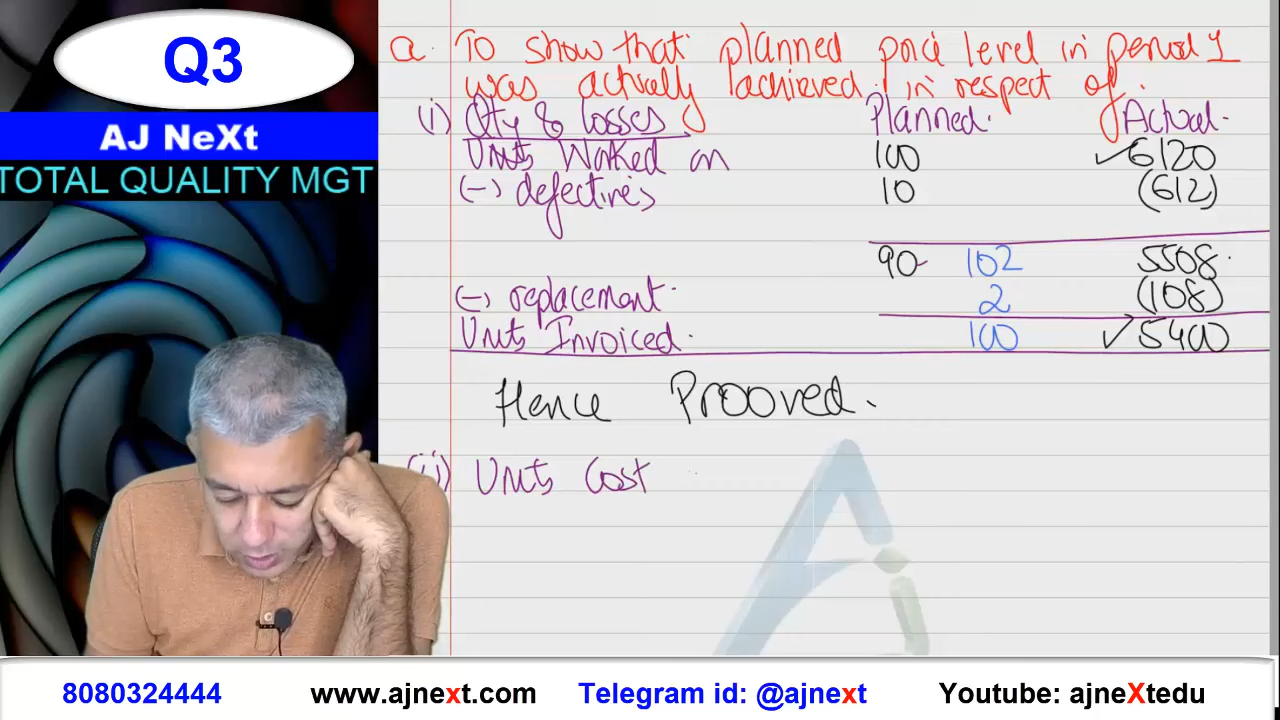 Q3
AJ NeXt
TOTAL QUALITY MGT
a. To show that planned price level in period 1
was actually achieved in respect of.
(i) Qty & losses Planned. Actual.
Units Worked on 100 6120
(-) defectives 10 (612)
90 102 5508
(-) replacement. 2 (108)
Units Invoiced. 100 5400
Hence Prooved.
(ii) Units Cost
8080324444 www.ajnext.com Telegram id: @ajnext Youtube: ajneXtedu